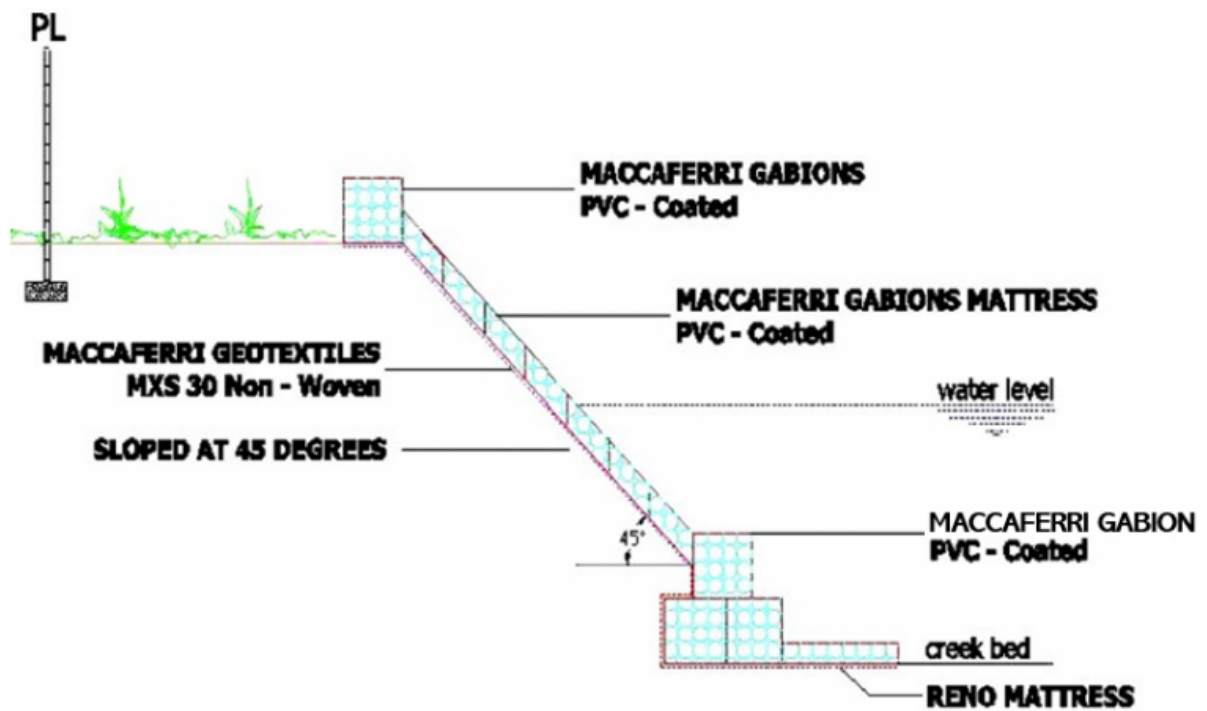 PL
MACCAFERRI GABIONS
PVC - Coated
MACCAFERRI GABIONS MATTRESS
PVC - Coated
MACCAFERRI GEOTEXTILES
MXS 30 Non - Woven
water level
SLOPED AT 45 DEGREES
45°
MACCAFERRI GABION
PVC - Coated
creek bed
RENO MATTRESS